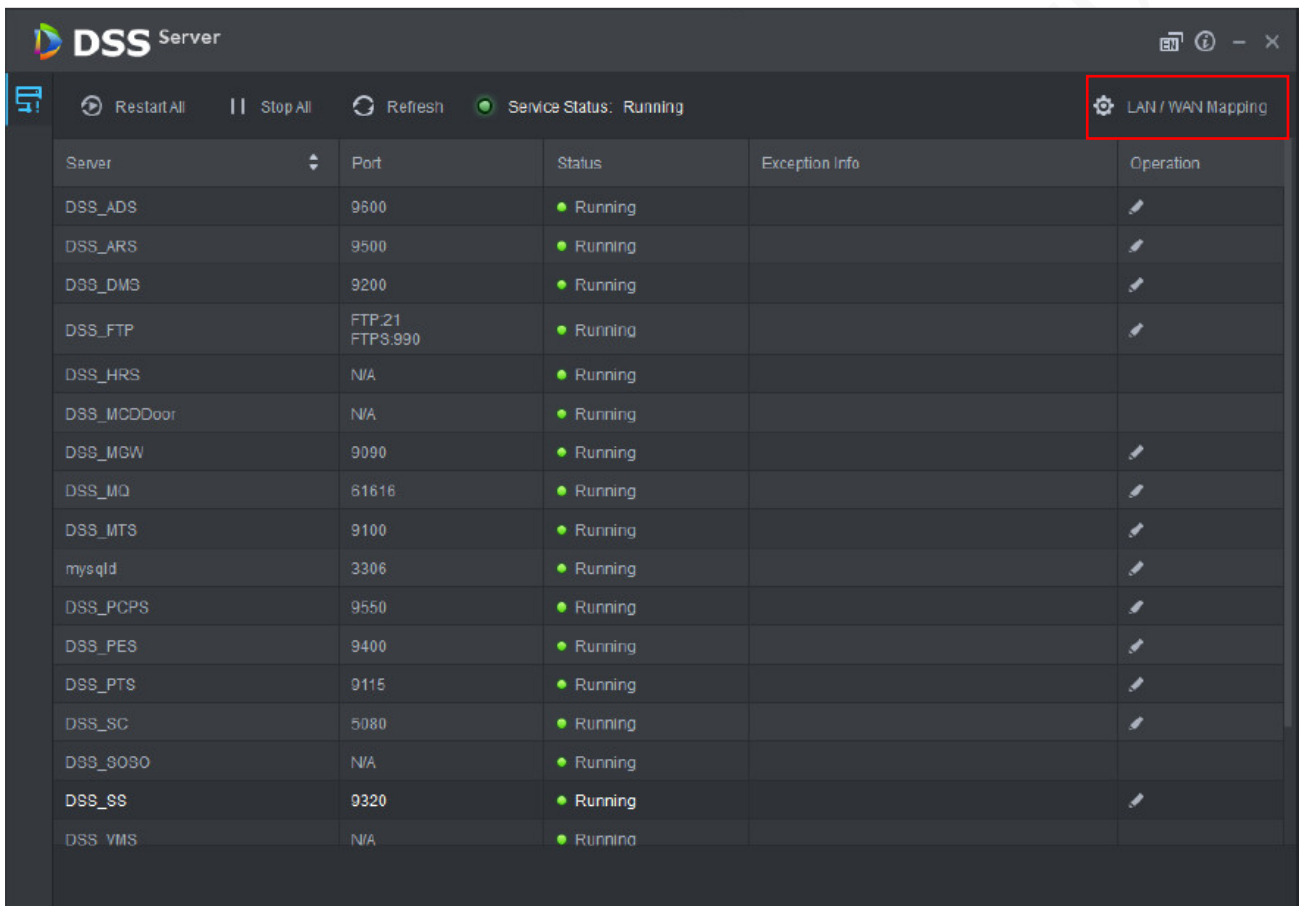 DSS Server
EN
Restart All Stop All Refresh Service Status: Running LAN / WAN Mapping
Server Port Status Exception Info Operation
DSS_ADS 9600 Running
DSS_ARS 9500 Running
DSS_DMS 9200 Running
DSS_FTP FTP:21 Running
FTPS:990
DSS_HRS N/A Running
DSS_MCDDoor N/A Running
DSS_MGW 9090 Running
DSS_MQ 61616 Running
DSS_MTS 9100 Running
mysqld 3306 Running
DSS_PCPS 9550 Running
DSS_PES 9400 Running
DSS_PTS 9115 Running
DSS_SC 5080 Running
DSS_SOSO N/A Running
DSS_SS 9320 Running
DSS_VMS N/A Running